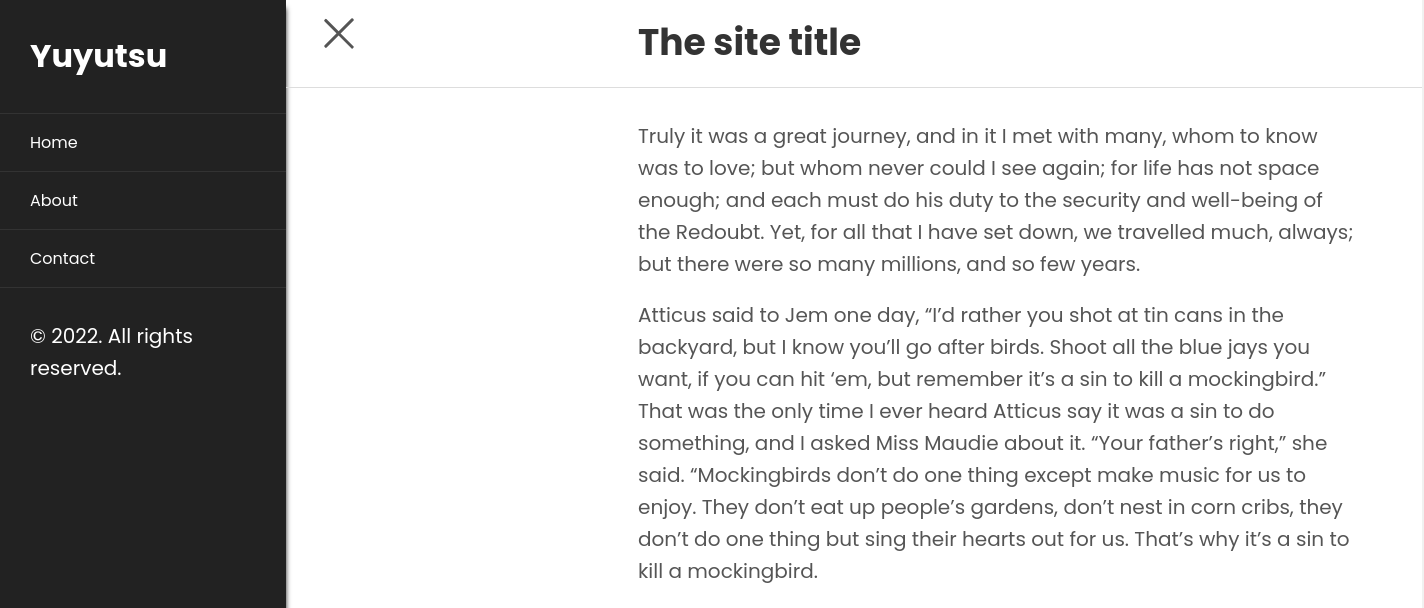 Yuyutsu
Home
About
Contact
© 2022. All rights
reserved.
The site title
Truly it was a great journey, and in it I met with many, whom to know
was to love; but whom never could I see again; for life has not space
enough; and each must do his duty to the security and well-being of
the Redoubt. Yet, for all that I have set down, we travelled much, always;
but there were so many millions, and so few years.
Atticus said to Jem one day, “I’d rather you shot at tin cans in the
backyard, but I know you’ll go after birds. Shoot all the blue jays you
want, if you can hit ‘em, but remember it’s a sin to kill a mockingbird.”
That was the only time I ever heard Atticus say it was a sin to do
something, and I asked Miss Maudie about it. “Your father’s right,” she
said. “Mockingbirds don’t do one thing except make music for us to
enjoy. They don’t eat up people’s gardens, don’t nest in corn cribs, they
don’t do one thing but sing their hearts out for us. That’s why it’s a sin to
kill a mockingbird.